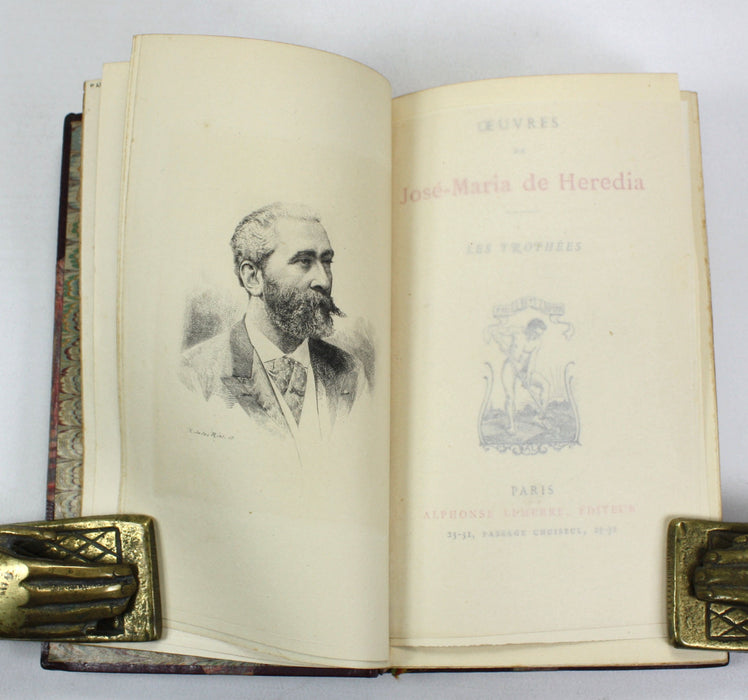 ŒUVRES
DE
José-Maria de Heredia
LES TROPHÉES
PARIS
ALPHONSE LEMERRE, ÉDITEUR
23-31, PASSAGE CHOISEUL, 23-31